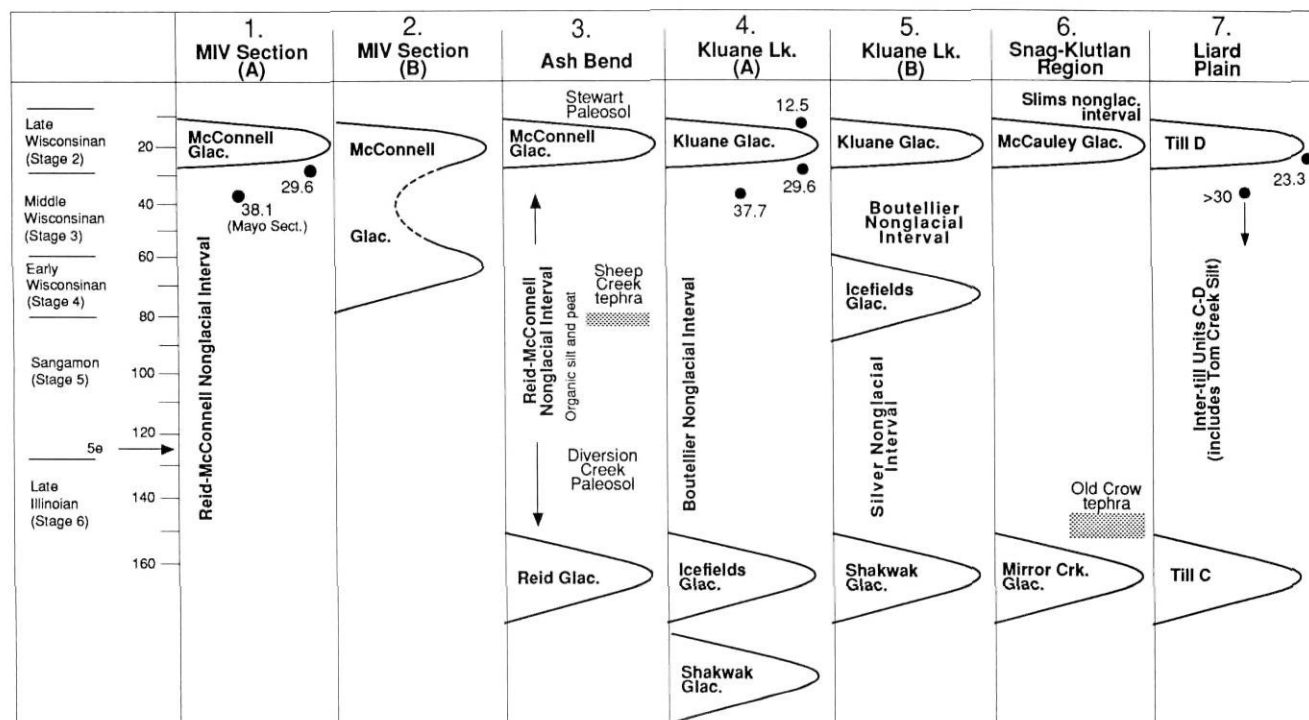 1.
MIV Section
(A)
2.
MIV Section
(B)
3.
Ash Bend
4.
Kluane Lk.
(A)
5.
Kluane Lk.
(B)
6.
Snag-Klutlan
Region
7.
Liard
Plain
Late
Wisconsinan
(Stage 2)
Middle
Wisconsinan
(Stage 3)
Early
Wisconsinan
(Stage 4)
Sangamon
(Stage 5)
5e
Late
Illinoian
(Stage 6)
20
40
60
80
100
120
140
160
McConnell
Glac.
29.6
38.1
(Mayo Sect.)
Reid-McConnell Nonglacial Interval
McConnell
Glac.
Stewart
Paleosol
McConnell
Glac.
Reid-McConnell
Nonglacial Interval
Organic silt and peat
Sheep
Creek
tephra
Diversion
Creek
Paleosol
Reid Glac.
12.5
Kluane Glac.
29.6
37.7
Boutellier Nonglacial Interval
Icefields
Glac.
Shakwak
Glac.
Kluane Glac.
Boutellier
Nonglacial
Interval
Icefields
Glac.
Silver Nonglacial
Interval
Shakwak
Glac.
Slims nonglac.
interval
McCauley Glac.
Old Crow
tephra
Mirror Crk.
Glac.
Till D
23.3
>30
Inter-till Units C-D
(includes Tom Creek Silt)
Till C